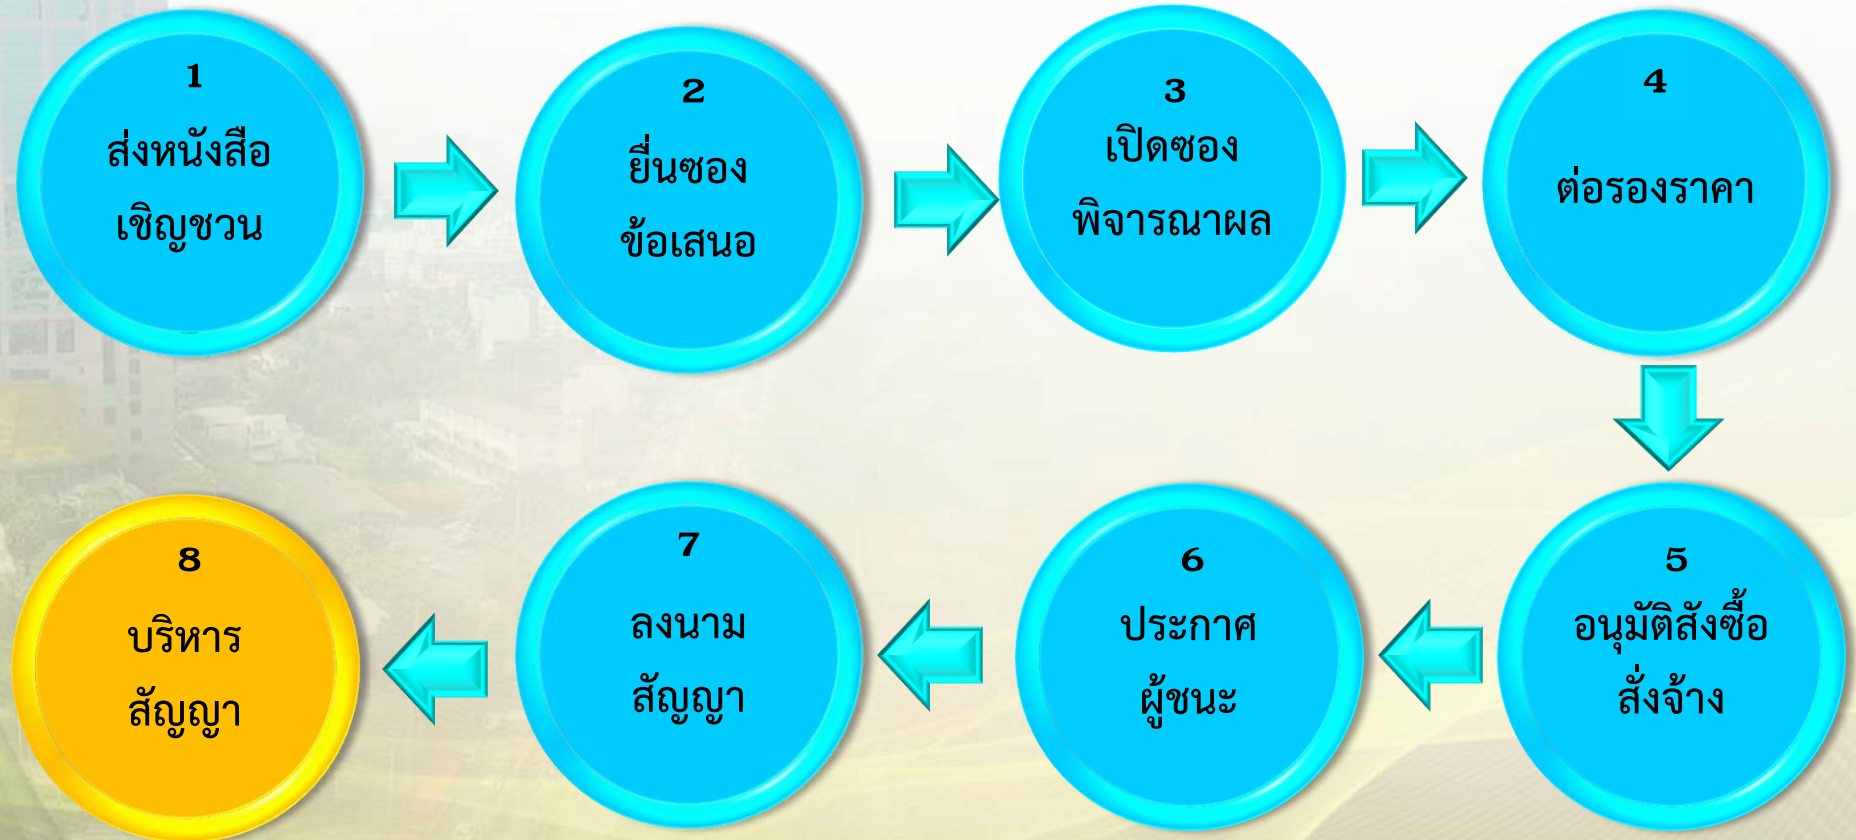 1
ส่งหนังสือ
เชิญชวน
2
ยื่นซอง
ข้อเสนอ
3
เปิดซอง
พิจารณาผล
4
ต่อรองราคา
5
อนุมัติสังซื้อ
สั่งจ้าง
6
ประกาศ
ผู้ชนะ
7
ลงนาม
สัญญา
8
บริหาร
สัญญา